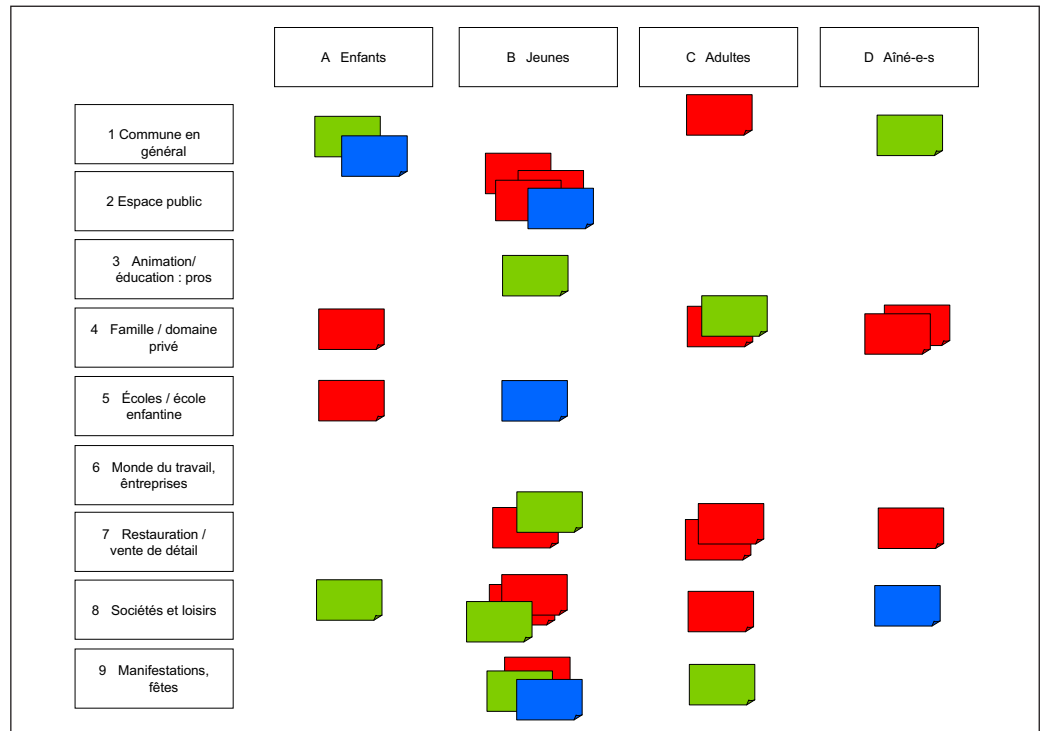 A Enfants
B Jeunes
C Adultes
D Aîné-e-s
1 Commune en
général
2 Espace public
3 Animation/
éducation : pros
4 Famille / domaine
privé
5 Écoles / école
enfantine
6 Monde du travail,
êntreprises
7 Restauration /
vente de détail
8 Sociétés et loisirs
9 Manifestations,
fêtes